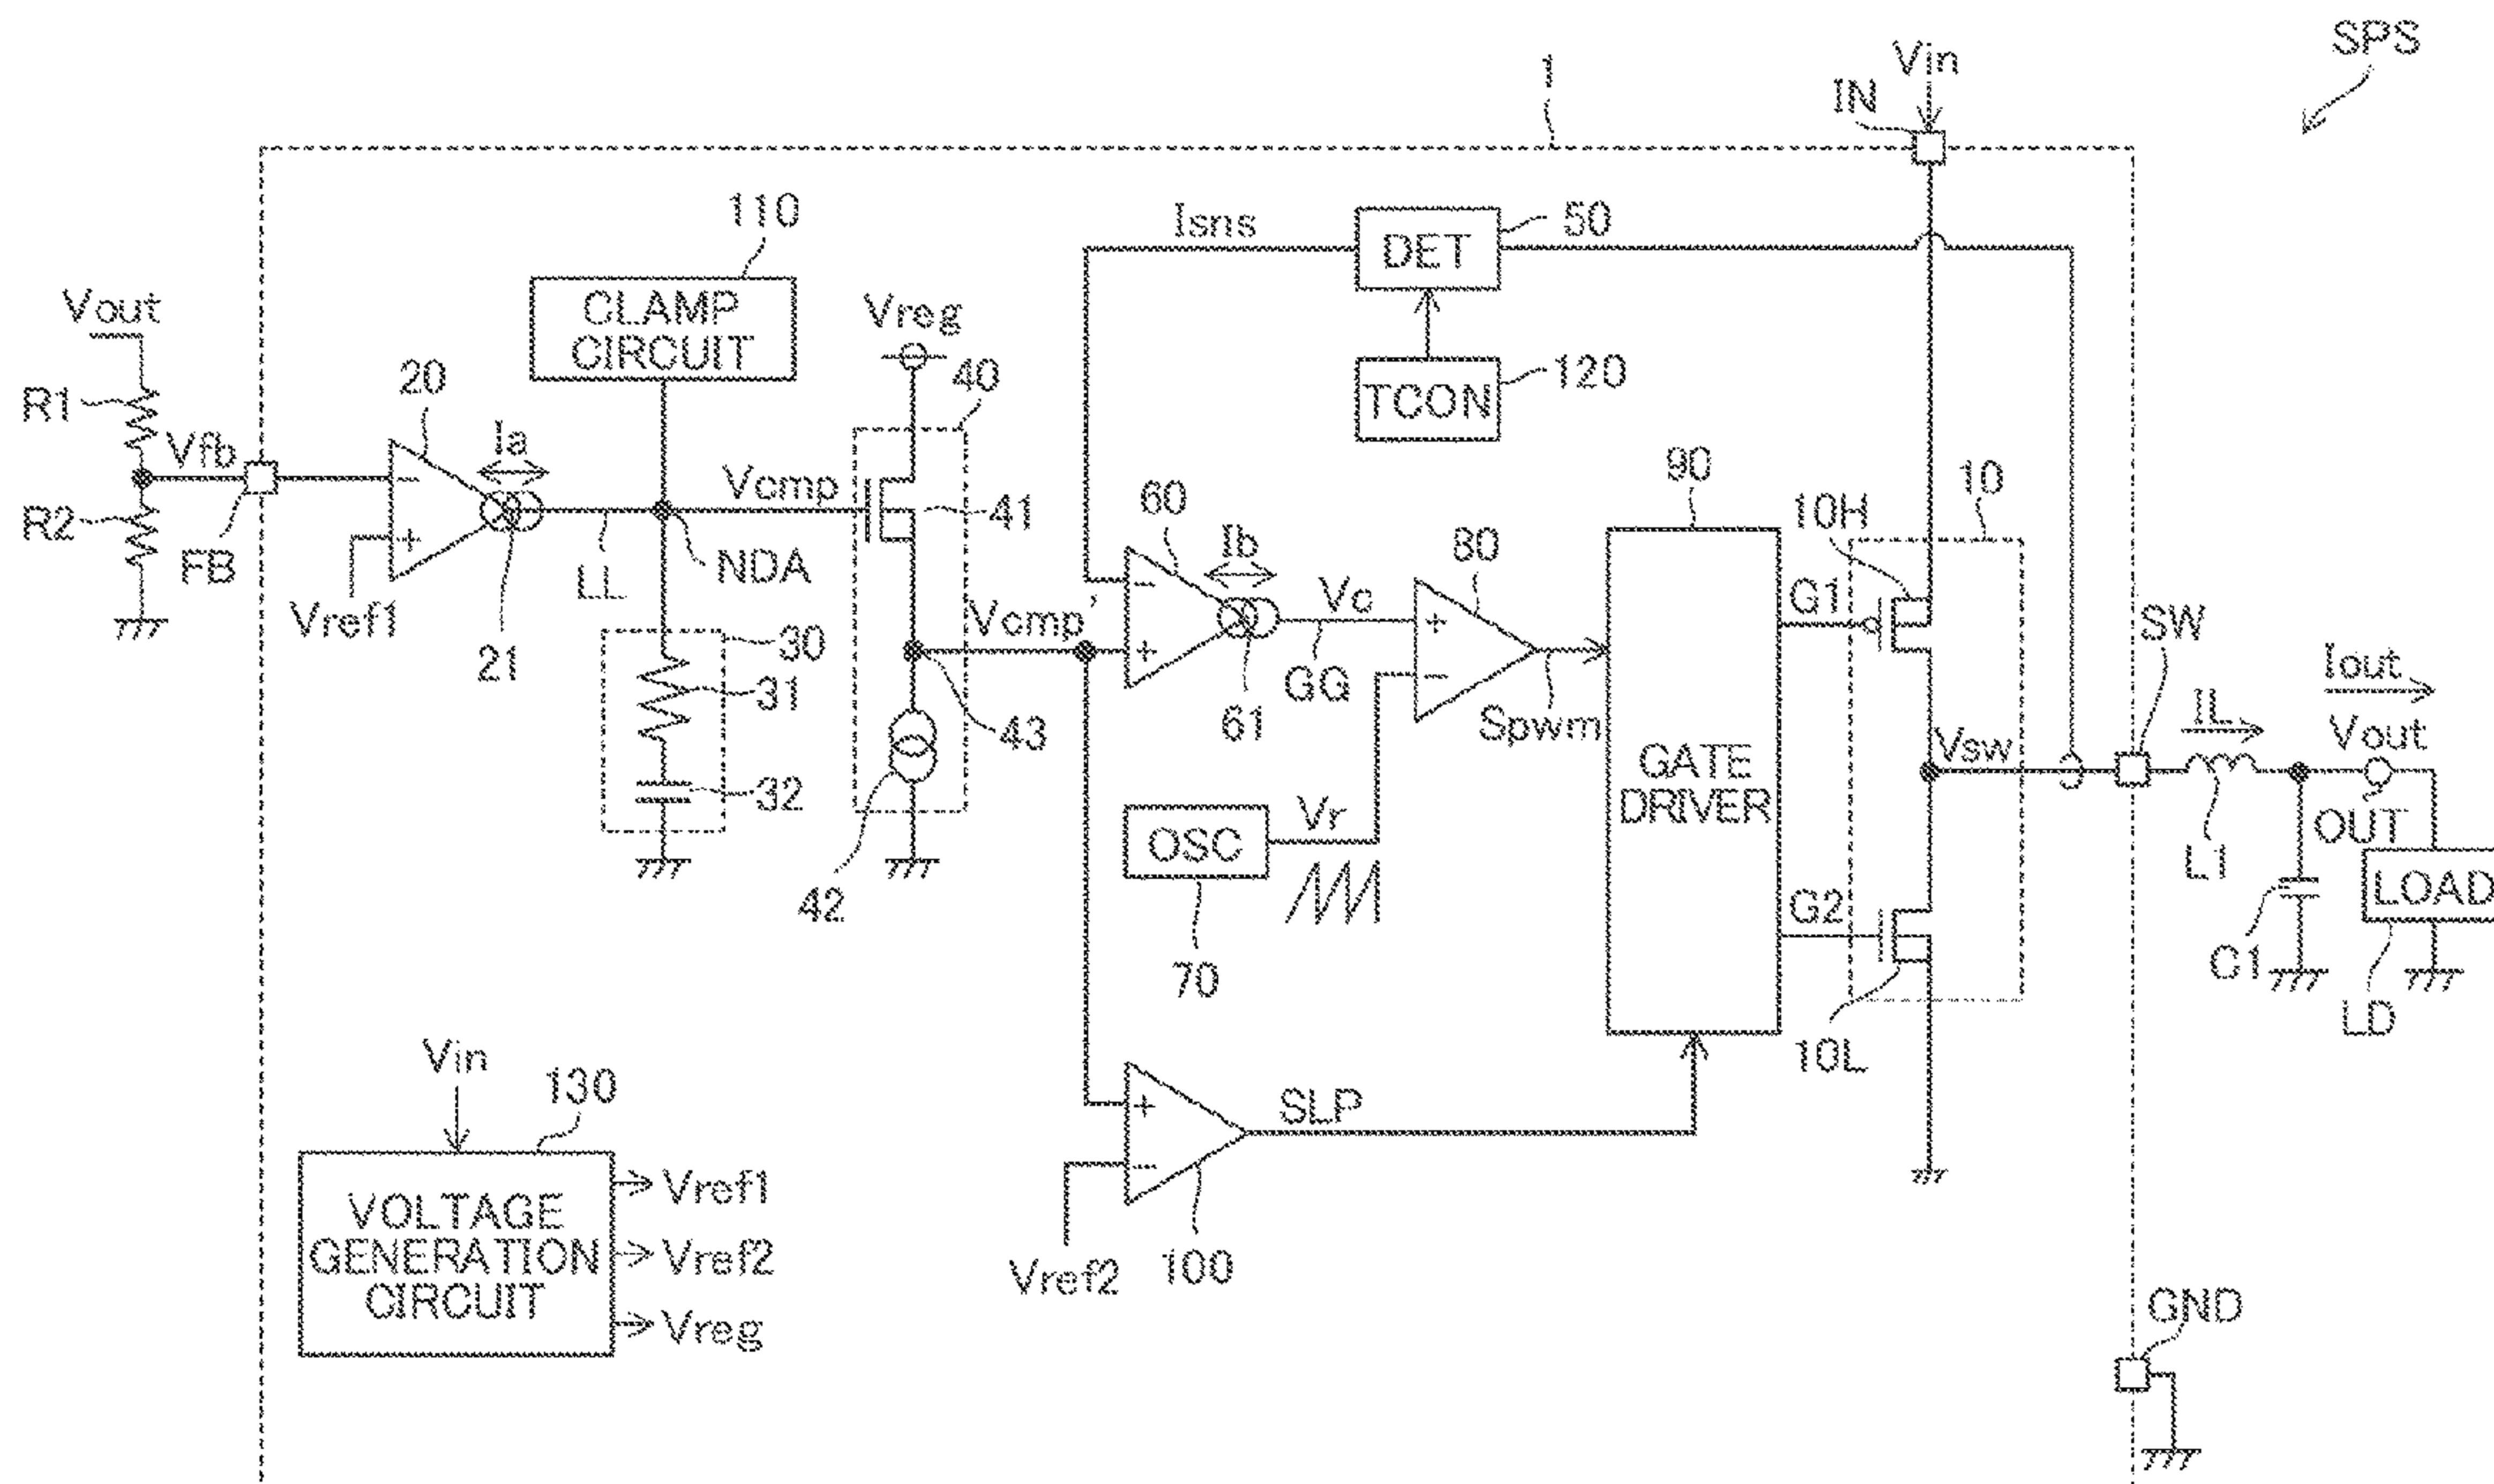 SPS
1
Vin
IN
110
Isns
50
DET
CLAMP
CIRCUIT
Vout
Vreg
40
120
TCON
R1
20
Ia
Vfb
Vcmp
41
90
10
10H
R2
FB
LL
NDA
60
Ib
80
G1
Vref1
Vc
Vcmp'
SW
21
30
31
GG
61
Spwm
Iout
IL
43
Vout
Vsw
GATE
DRIVER
32
Vr
OSC
OUT
L1
LOAD
42
G2
C1
70
LD
10L
Vin
130
SLP
Vref1
VOLTAGE
GENERATION
CIRCUIT
Vref2
Vref2
100
GND
Vreg